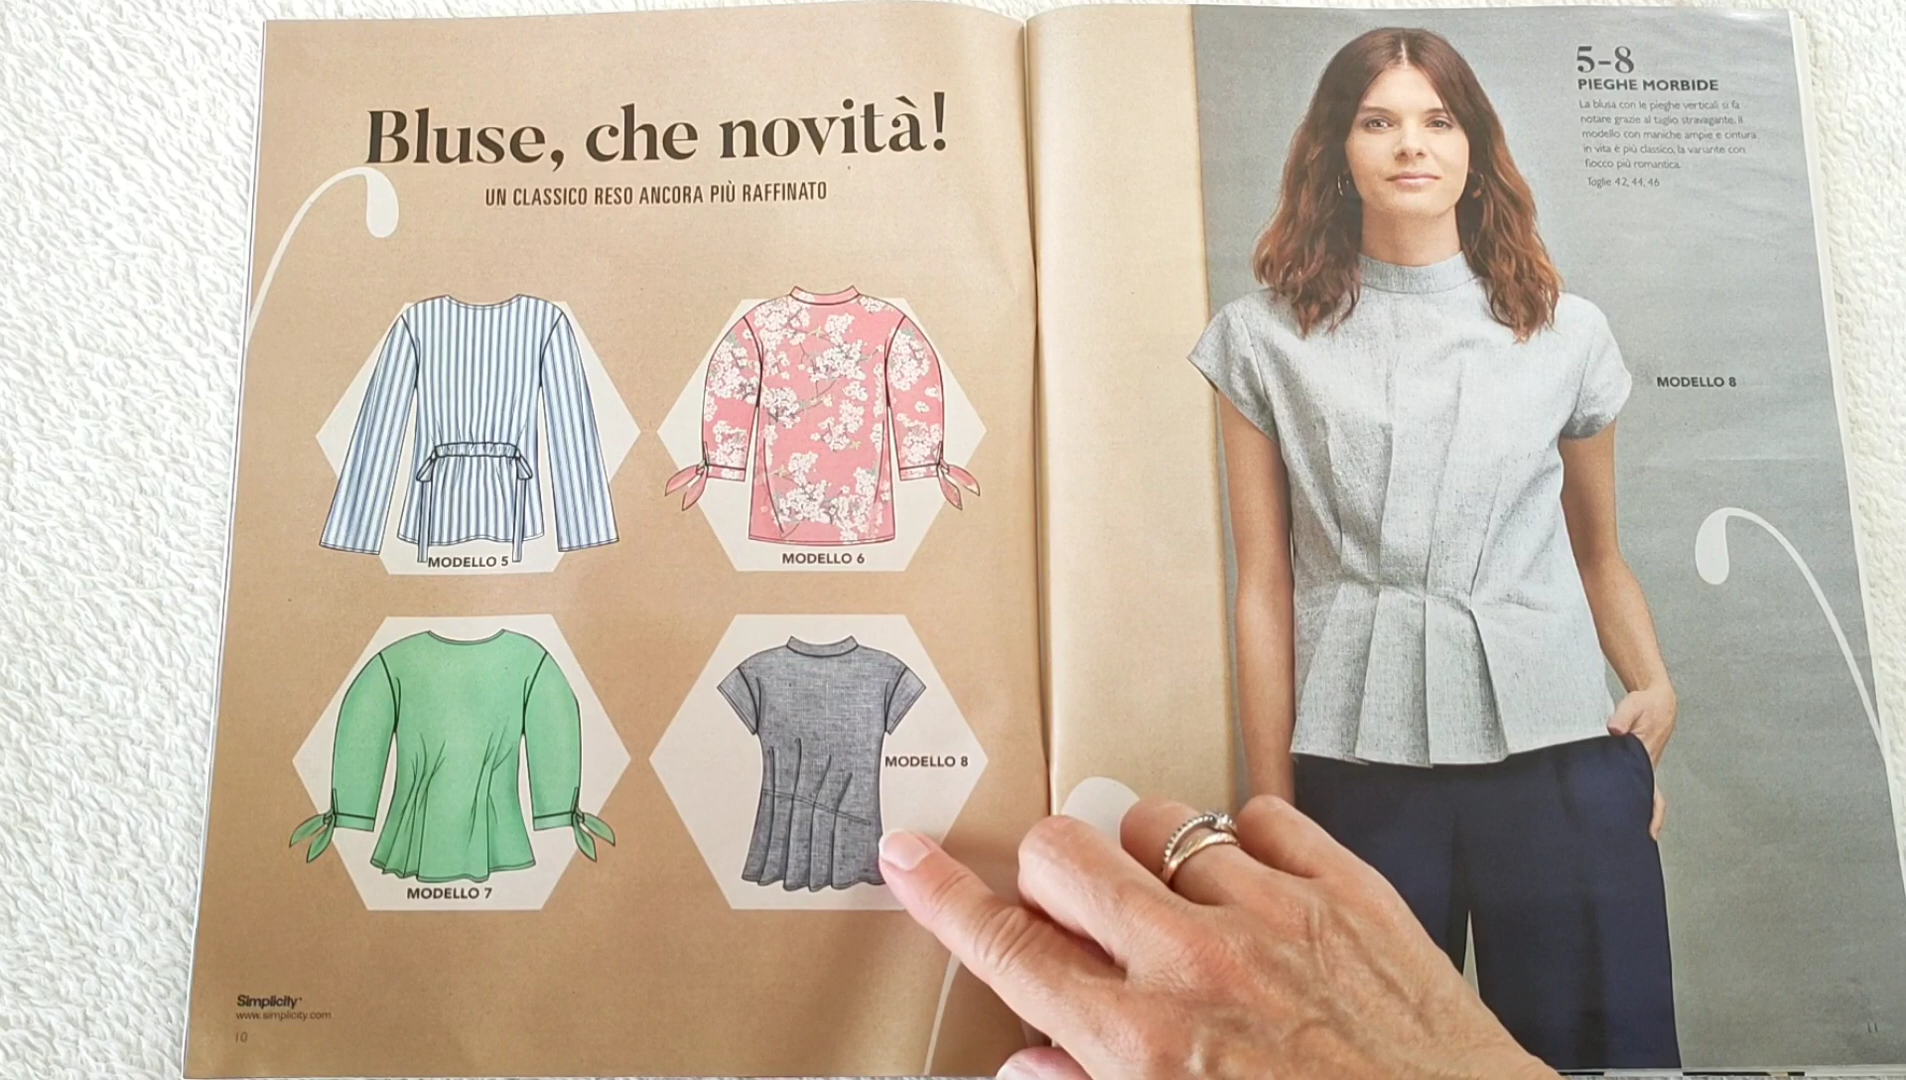 Bluse, che novità!
UN CLASSICO RESO ANCORA PIÙ RAFFINATO
MODELLO 5
MODELLO 6
MODELLO 7
MODELLO 8
Simplicity
www.simplicity.com
10
5-8
PIEGHE MORBIDE
La blusa con le pieghe verticali si fa
notare grazie al taglio stravagante. Il
modello con maniche ampie e cintura
in vita è più classico, la variante con
fiocco più romantica.
Taglie 42, 44, 46
MODELLO 8
11